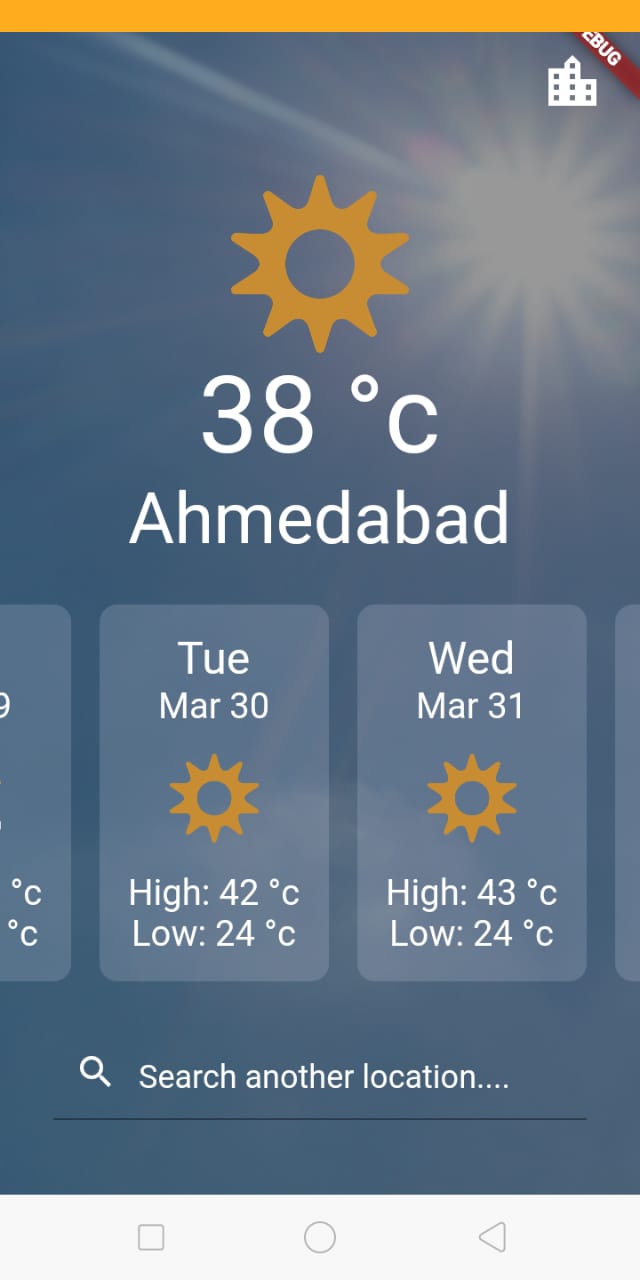 EBUG
38 °c
Ahmedabad
9
°c
°c
Tue
Mar 30
High: 42 °c
Low: 24 °c
Wed
Mar 31
High: 43 °c
Low: 24 °c
Search another location....